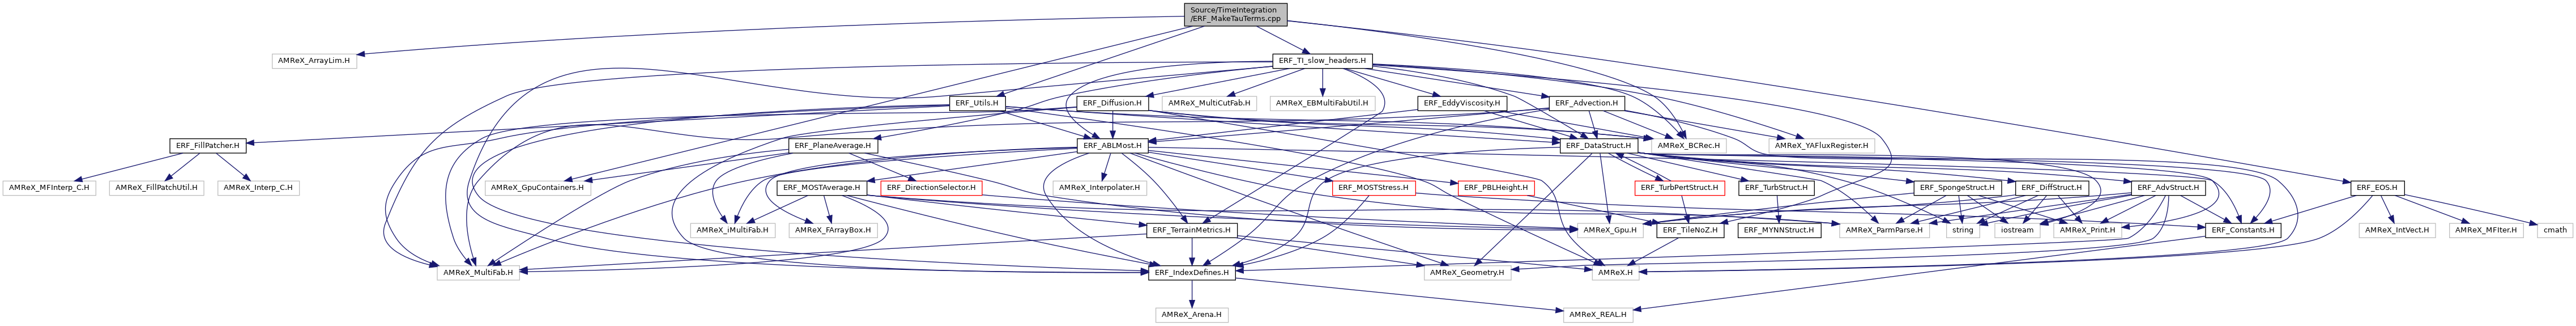 Source/TimeIntegration
/ERF_MakeTauTerms.cpp
AMReX_ArrayLim.H
ERF_TI_slow_headers.H
ERF_Utils.H
ERF_Diffusion.H
AMReX_MultiCutFab.H
AMReX_EBMultiFabUtil.H
ERF_EddyViscosity.H
ERF_Advection.H
ERF_FillPatcher.H
ERF_PlaneAverage.H
ERF_ABLMost.H
ERF_DataStruct.H
AMReX_BCRec.H
AMReX_YAFluxRegister.H
AMReX_MFInterp_C.H
AMReX_FillPatchUtil.H
AMReX_Interp_C.H
AMReX_GpuContainers.H
ERF_MOSTAverage.H
ERF_DirectionSelector.H
AMReX_Interpolater.H
ERF_MOSTStress.H
ERF_PBLHeight.H
ERF_TurbPertStruct.H
ERF_TurbStruct.H
ERF_SpongeStruct.H
ERF_DiffStruct.H
ERF_AdvStruct.H
ERF_EOS.H
AMReX_iMultiFab.H
AMReX_FArrayBox.H
ERF_TerrainMetrics.H
AMReX_Gpu.H
ERF_TileNoZ.H
ERF_MYNNStruct.H
AMReX_ParmParse.H
string
iostream
AMReX_Print.H
ERF_Constants.H
AMReX_IntVect.H
AMReX_MFIter.H
cmath
AMReX_MultiFab.H
ERF_IndexDefines.H
AMReX_Geometry.H
AMReX.H
AMReX_Arena.H
AMReX_REAL.H